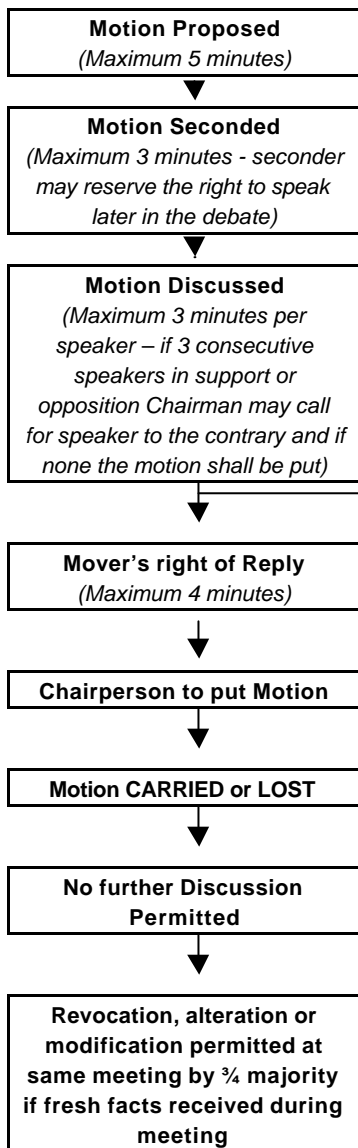 Motion Proposed
(Maximum 5 minutes)
Motion Seconded
(Maximum 3 minutes - seconder
may reserve the right to speak
later in the debate)
Motion Discussed
(Maximum 3 minutes per
speaker – if 3 consecutive
speakers in support or
opposition Chairman may call
for speaker to the contrary and if
none the motion shall be put)
Mover's right of Reply
(Maximum 4 minutes)
Chairperson to put Motion
Motion CARRIED or LOST
No further Discussion
Permitted
Revocation, alteration or
modification permitted at
same meeting by ¾ majority
if fresh facts received during
meeting